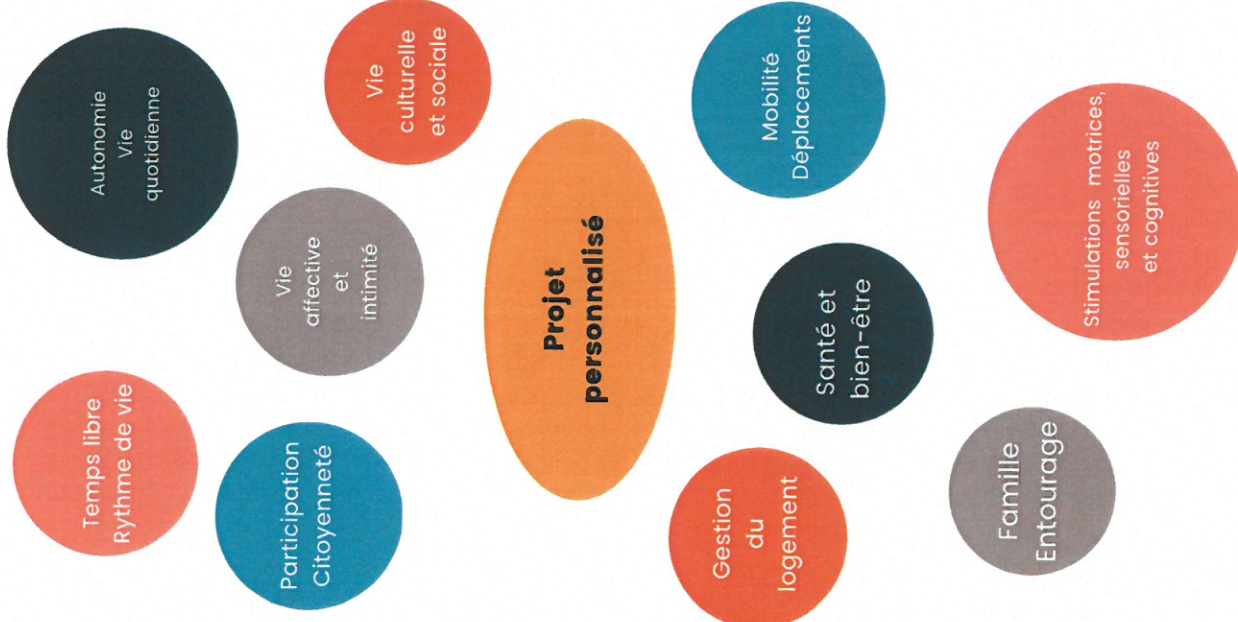 Temps libre
Rythme de vie
Autonomie
Vie
quotidienne
Participation
Citoyenneté
Vie
affective
et
intimité
Vie
culturelle
et sociale
Projet
personnalisé
Gestion
du
logement
Santé et
bien-être
Mobilité
Déplacements
Famille
Entourage
Stimulations motrices,
sensorielles
et cognitives